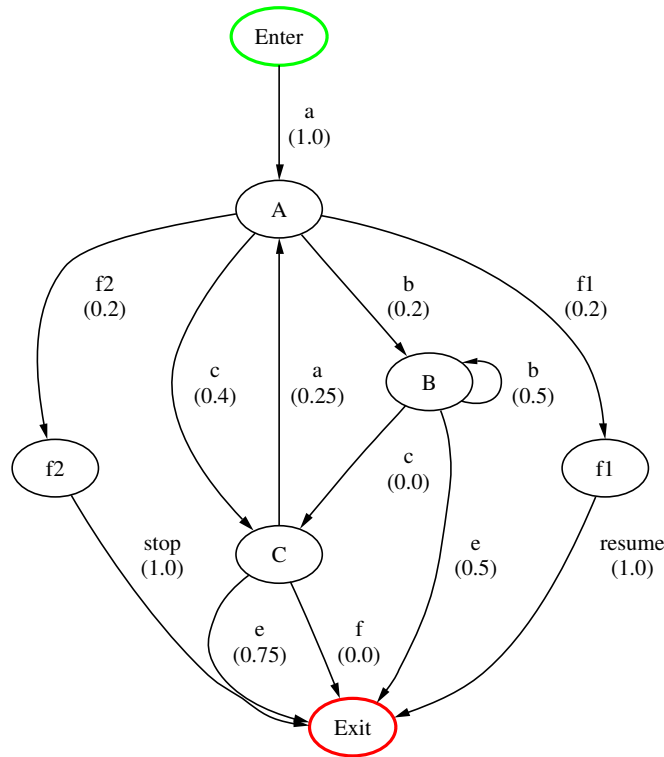 Enter
a
(1.0)
A
f2
(0.2)
b
(0.2)
f1
(0.2)
c
(0.4)
a
(0.25)
B
b
(0.5)
f2
c
(0.0)
f1
stop
(1.0)
C
e
(0.5)
resume
(1.0)
e
(0.75)
f
(0.0)
Exit